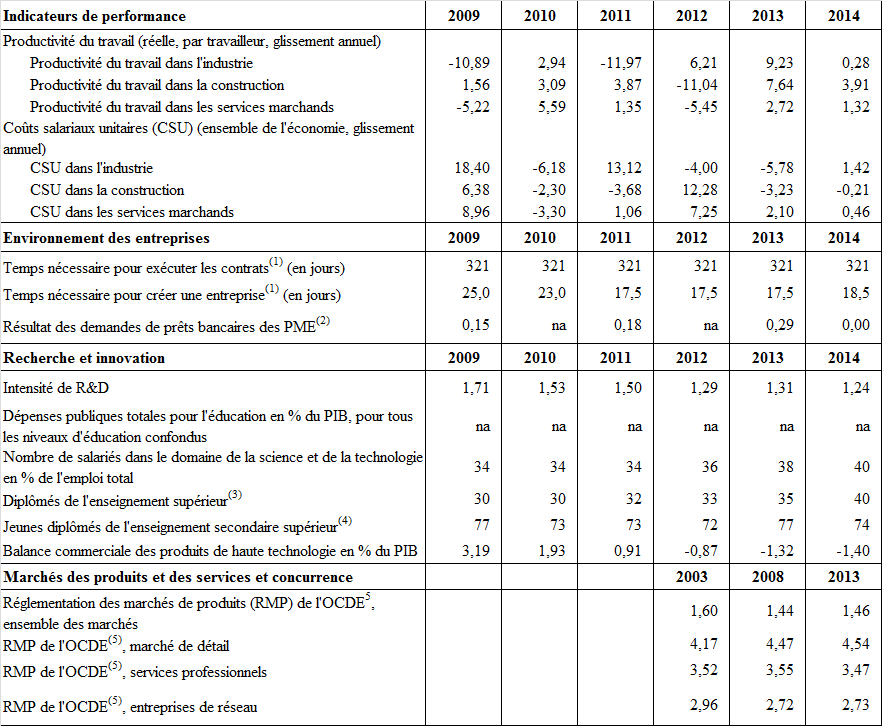 Indicateurs de performance 2009 2010 2011 2012 2013 2014
Productivité du travail (réelle, par travailleur, glissement annuel)
Productivité du travail dans l'industrie -10,89 2,94 -11,97 6,21 9,23 0,28
Productivité du travail dans la construction 1,56 3,09 3,87 -11,04 7,64 3,91
Productivité du travail dans les services marchands -5,22 5,59 1,35 -5,45 2,72 1,32
Coûts salariaux unitaires (CSU) (ensemble de l'économie, glissement
annuel)
CSU dans l'industrie 18,40 -6,18 13,12 -4,00 -5,78 1,42
CSU dans la construction 6,38 -2,30 -3,68 12,28 -3,23 -0,21
CSU dans les services marchands 8,96 -3,30 1,06 7,25 2,10 0,46
Environnement des entreprises 2009 2010 2011 2012 2013 2014
Temps nécessaire pour exécuter les contrats(1) (en jours) 321 321 321 321 321 321
Temps nécessaire pour créer une entreprise(1) (en jours) 25,0 23,0 17,5 17,5 17,5 18,5
Résultat des demandes de prêts bancaires des PME(2) 0,15 na 0,18 na 0,29 0,00
Recherche et innovation 2009 2010 2011 2012 2013 2014
Intensité de R&D 1,71 1,53 1,50 1,29 1,31 1,24
Dépenses publiques totales pour l'éducation en % du PIB, pour tous
les niveaux d'éducation confondus na na na na na na
Nombre de salariés dans le domaine de la science et de la technologie
en % de l'emploi total 34 34 34 36 38 40
Diplômés de l'enseignement supérieur(3) 30 30 32 33 35 40
Jeunes diplômés de l'enseignement secondaire supérieur(4) 77 73 73 72 77 74
Balance commerciale des produits de haute technologie en % du PIB 3,19 1,93 0,91 -0,87 -1,32 -1,40
Marchés des produits et des services et concurrence 2003 2008 2013
Réglementation des marchés de produits (RMP) de l'OCDE5,
ensemble des marchés 1,60 1,44 1,46
RMP de l'OCDE(5), marché de détail 4,17 4,47 4,54
RMP de l'OCDE(5), services professionnels 3,52 3,55 3,47
RMP de l'OCDE(5), entreprises de réseau 2,96 2,72 2,73